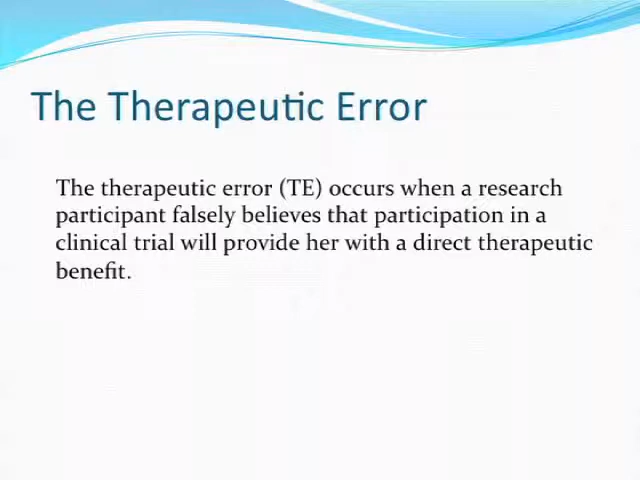 The Therapeutic Error
The therapeutic error (TE) occurs when a research
participant falsely believes that participation in a
clinical trial will provide her with a direct therapeutic
benefit.